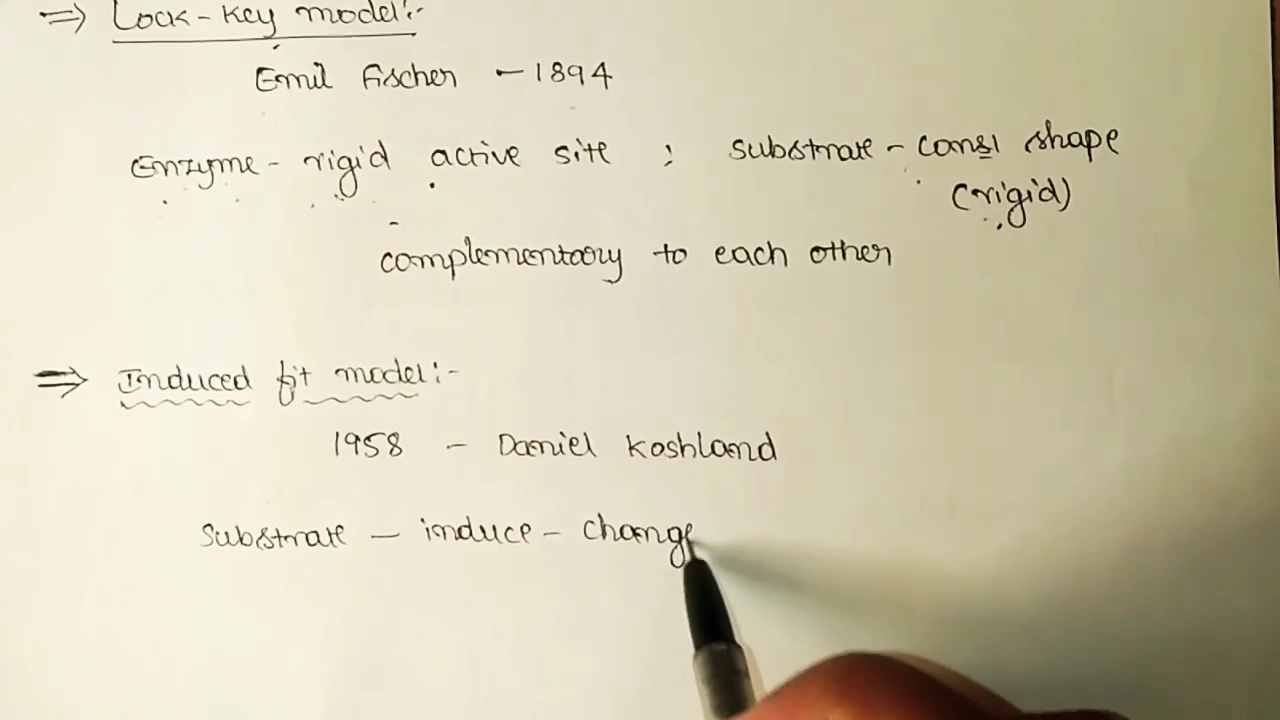 ⇒ Lock-Key model:-
Emil Fischer - 1894
Enzyme - rigid active site ; substrate - const shape
(rigid)
complementary to each other
⇒ Induced fit model:-
1958 - Daniel Koshland
Substrate - induce - change